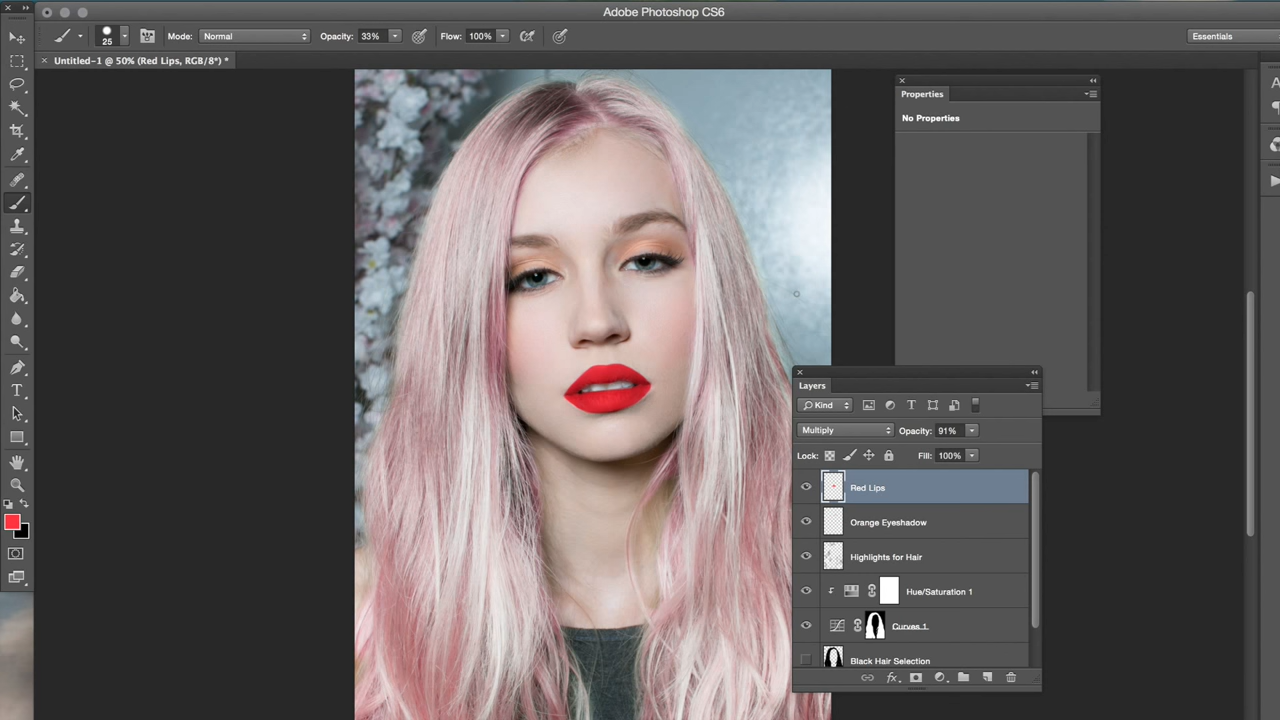 Adobe Photoshop CS6
25 Mode: Normal Opacity: 33% Flow: 100% Essentials
× Untitled-1 @ 50% (Red Lips, RGB/8*) *
Properties
No Properties
Layers
Kind
Multiply Opacity: 91%
Lock: Fill: 100%
Red Lips
Orange Eyeshadow
Highlights for Hair
Hue/Saturation 1
Curves 1
Black Hair Selection